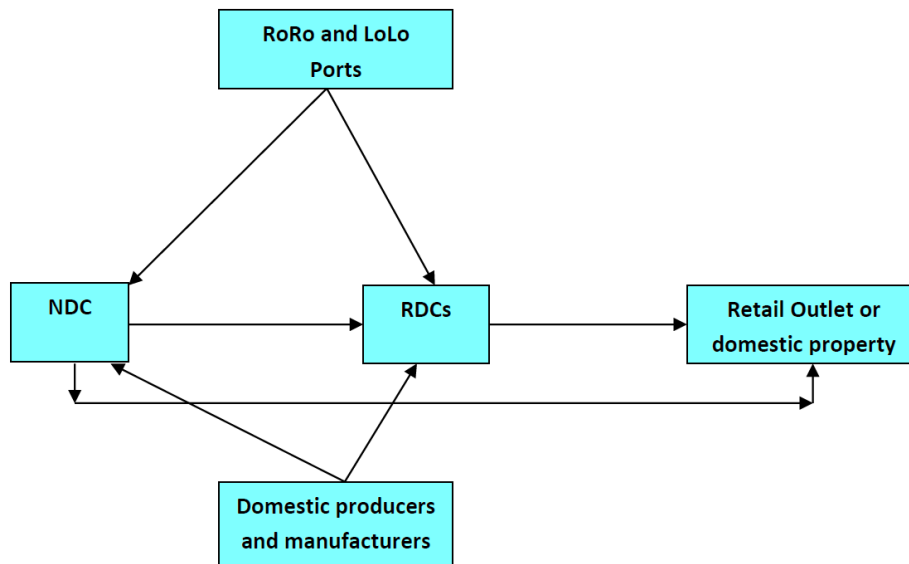 RoRo and LoLo
Ports
NDC
RDCs
Retail Outlet or
domestic property
Domestic producers
and manufacturers